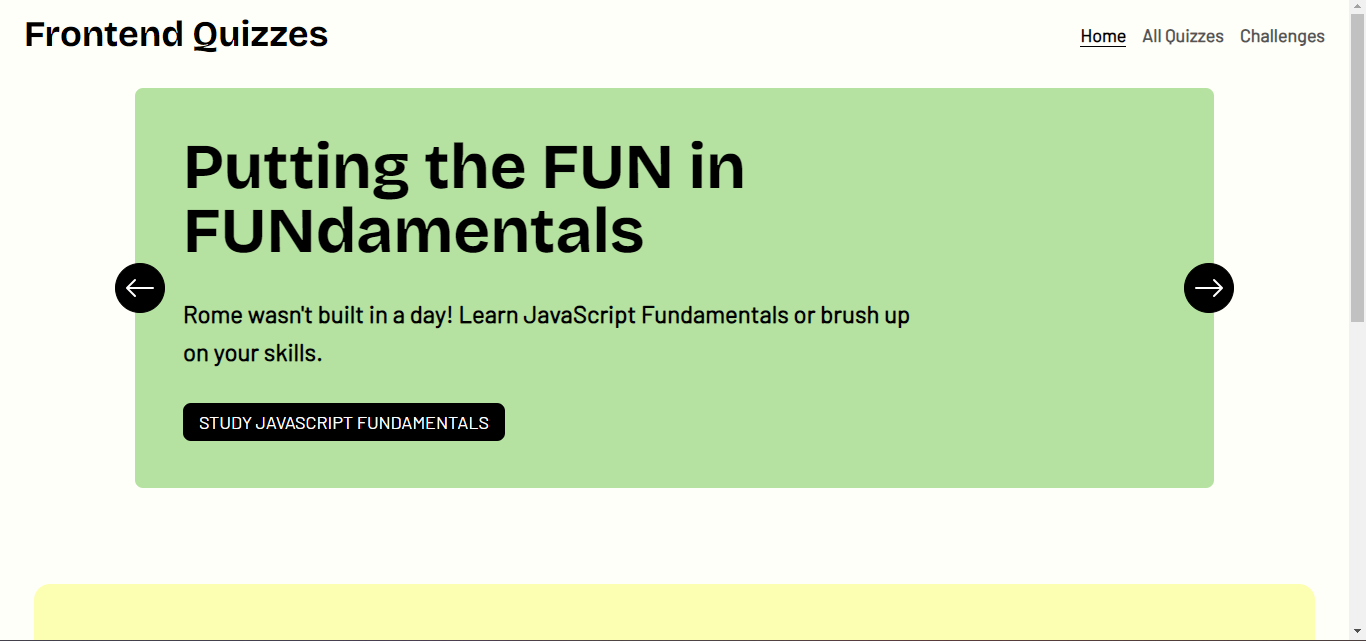 Frontend Quizzes
Home All Quizzes Challenges
Putting the FUN in
FUNdamentals
Rome wasn't built in a day! Learn JavaScript Fundamentals or brush up
on your skills.
STUDY JAVASCRIPT FUNDAMENTALS